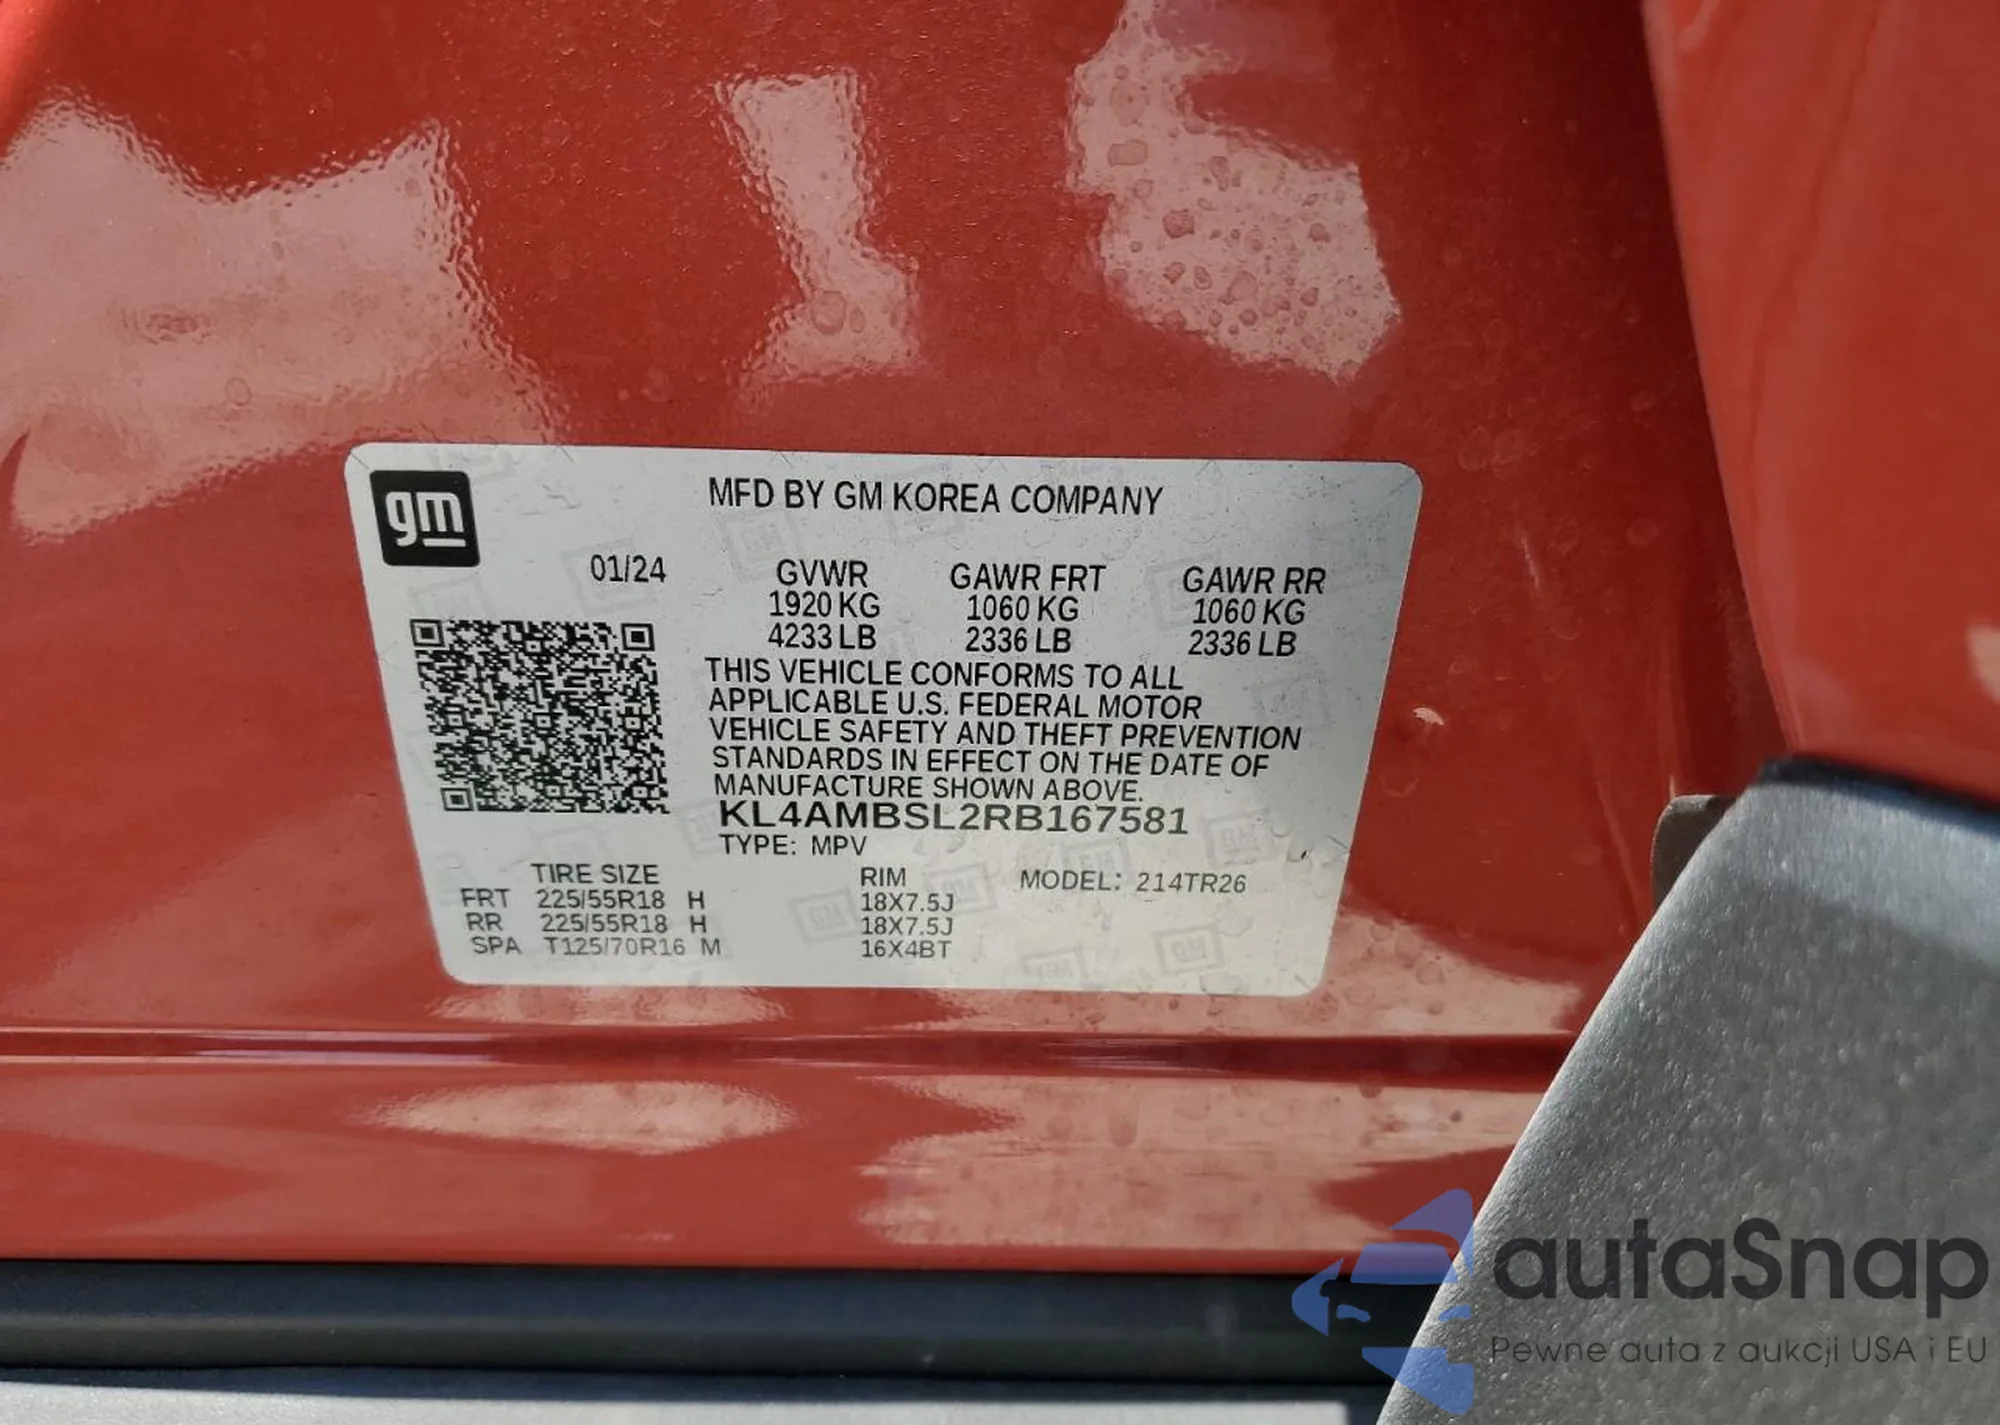 gm
MFD BY GM KOREA COMPANY
01/24 GVWR GAWR FRT GAWR RR
1920 KG 1060 KG 1060 KG
4233 LB 2336 LB 2336 LB
THIS VEHICLE CONFORMS TO ALL
APPLICABLE U.S. FEDERAL MOTOR
VEHICLE SAFETY AND THEFT PREVENTION
STANDARDS IN EFFECT ON THE DATE OF
MANUFACTURE SHOWN ABOVE.
KL4AMBSL2RB167581
TYPE: MPV
TIRE SIZE RIM MODEL: 214TR26
FRT 225/55R18 H 18X7.5J
RR 225/55R18 H 18X7.5J
SPA T125/70R16 M 16X4BT
autaSnap
Pewne auta z aukcji USA i EU